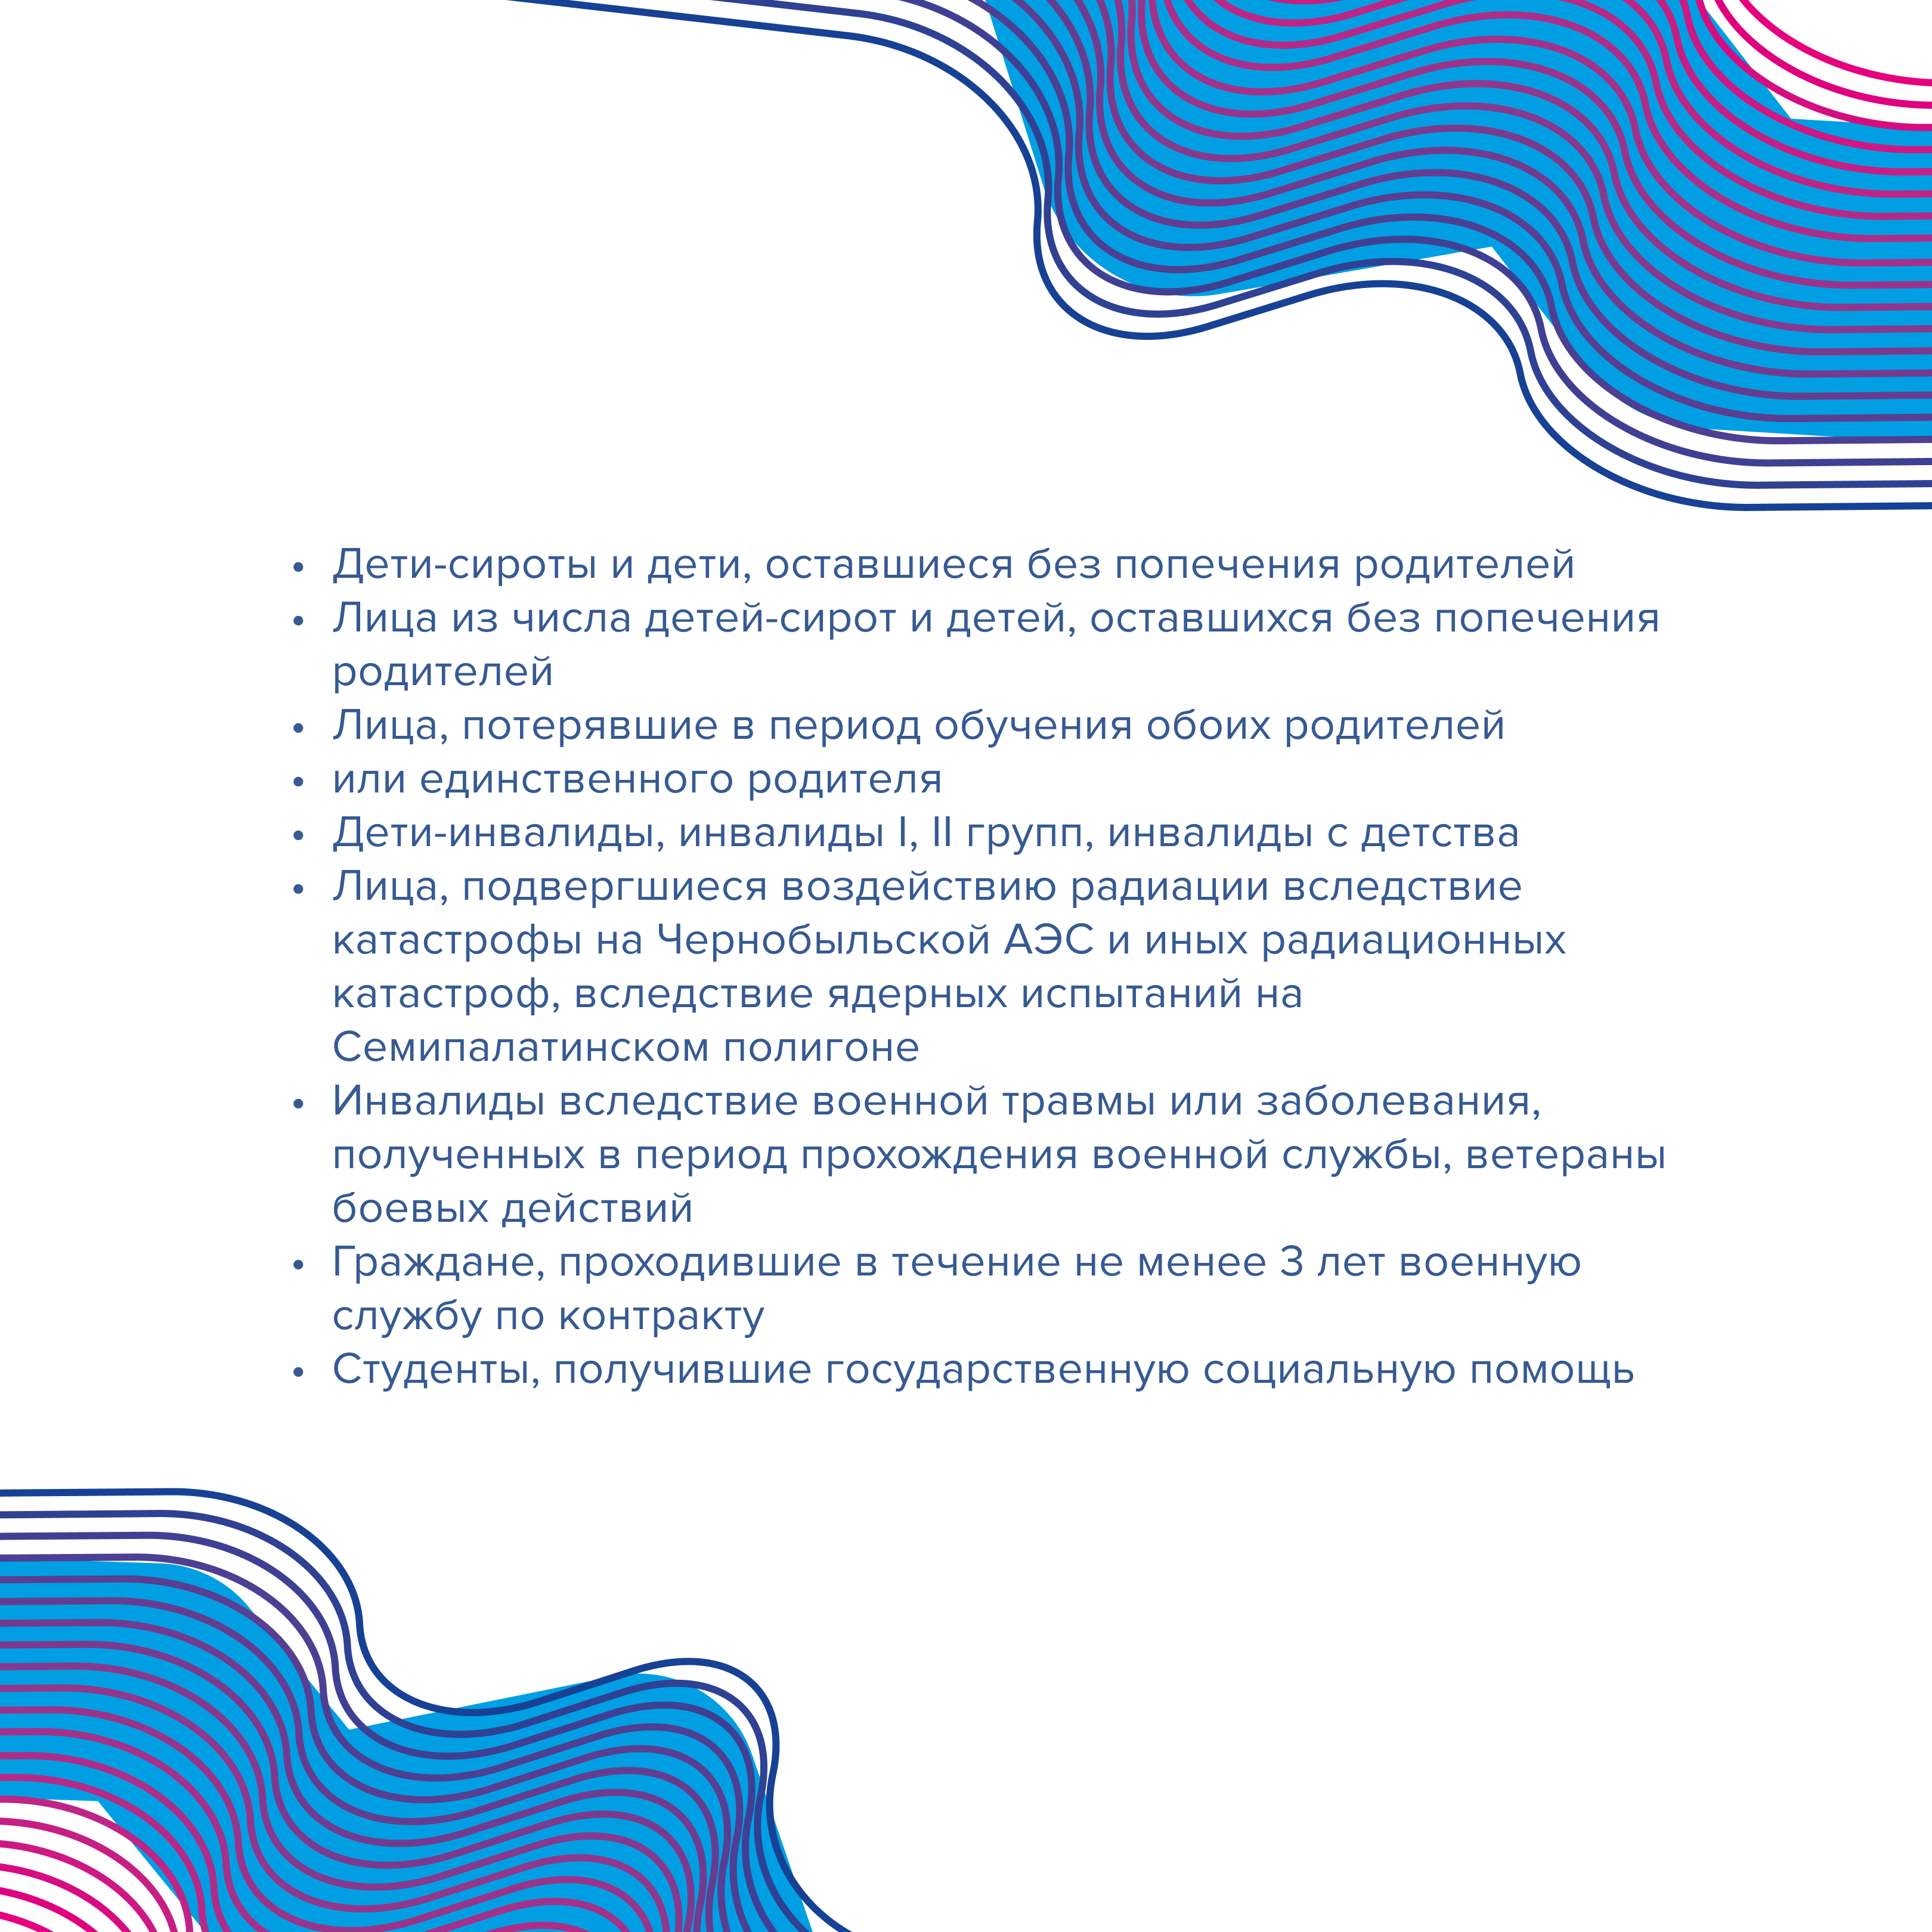 • Дети-сироты и дети, оставшиеся без попечения родителей
• Лица из числа детей-сирот и детей, оставшихся без попечения
родителей
• Лица, потерявшие в период обучения обоих родителей
• или единственного родителя
• Дети-инвалиды, инвалиды I, II групп, инвалиды с детства
• Лица, подвергшиеся воздействию радиации вследствие
катастрофы на Чернобыльской АЭС и иных радиационных
катастроф, вследствие ядерных испытаний на
Семипалатинском полигоне
• Инвалиды вследствие военной травмы или заболевания,
полученных в период прохождения военной службы, ветераны
боевых действий
• Граждане, проходившие в течение не менее 3 лет военную
службу по контракту
• Студенты, получившие государственную социальную помощь